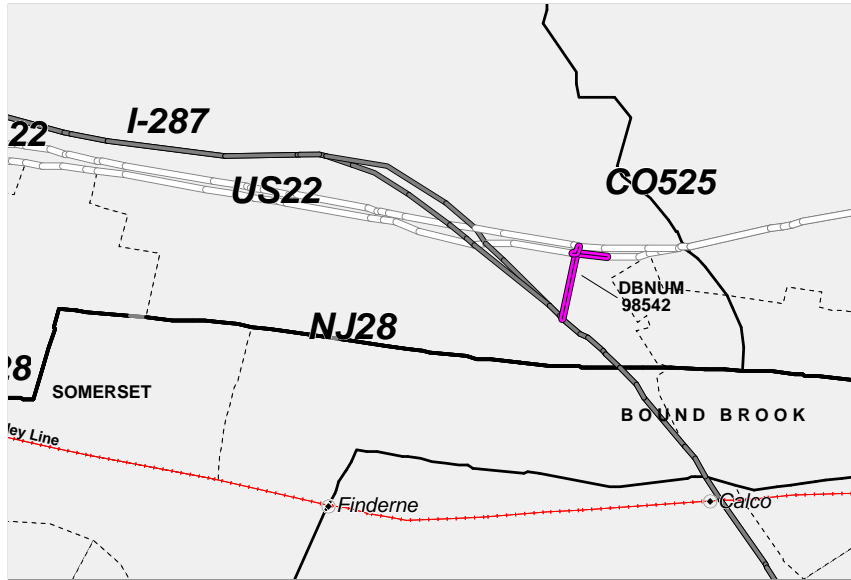 I-287
22
US22
CO525
DBNUM
98542
NJ28
28
SOMERSET
BOUND BROOK
ley Line
Finderne
Calco